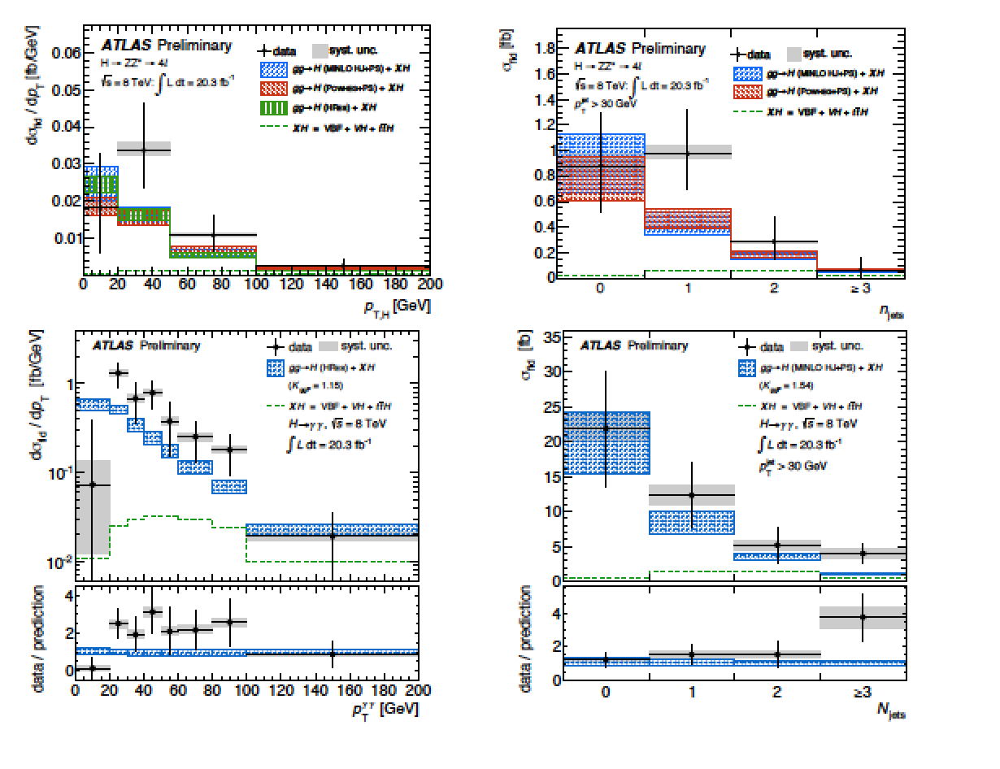 ATLAS Preliminary
H → ZZ* → 4l
√s = 8 TeV: ∫ L dt = 20.3 fb⁻¹
data syst. unc.
gg→H (MINLO HJ+PS) + XH
gg→H (POWHEG+PS) + XH
gg→H (HRes) + XH
XH = VBF + VH + tt̄H
dσfid / dpT [fb/GeV]
0.06
0.05
0.04
0.03
0.02
0.01
0 20 40 60 80 100 120 140 160 180 200
pT,H [GeV]
ATLAS Preliminary
H → ZZ* → 4l
√s = 8 TeV: ∫ L dt = 20.3 fb⁻¹
pTjet > 30 GeV
data syst. unc.
gg→H (MINLO HJ+PS) + XH
gg→H (POWHEG+PS) + XH
XH = VBF + VH + tt̄H
σfid [fb]
1.8
1.6
1.4
1.2
1
0.8
0.6
0.4
0.2
0
0 1 2 ≥ 3
njets
ATLAS Preliminary
data syst. unc.
gg→H (HRes) + XH
(KggF = 1.15)
XH = VBF + VH + tt̄H
H→γγ, √s = 8 TeV
∫ L dt = 20.3 fb⁻¹
dσfid / dpT [fb/GeV]
1
10⁻¹
10⁻²
data / prediction
4
2
0
0 20 40 60 80 100 120 140 160 180 200
pTγγ [GeV]
ATLAS Preliminary
data syst. unc.
gg→H (MINLO HJ+PS) + XH
(KggF = 1.54)
XH = VBF + VH + tt̄H
H→γγ, √s = 8 TeV
∫ L dt = 20.3 fb⁻¹
pTjet > 30 GeV
σfid [fb]
35
30
25
20
15
10
5
0
data / prediction
4
2
0
0 1 2 ≥3
Njets